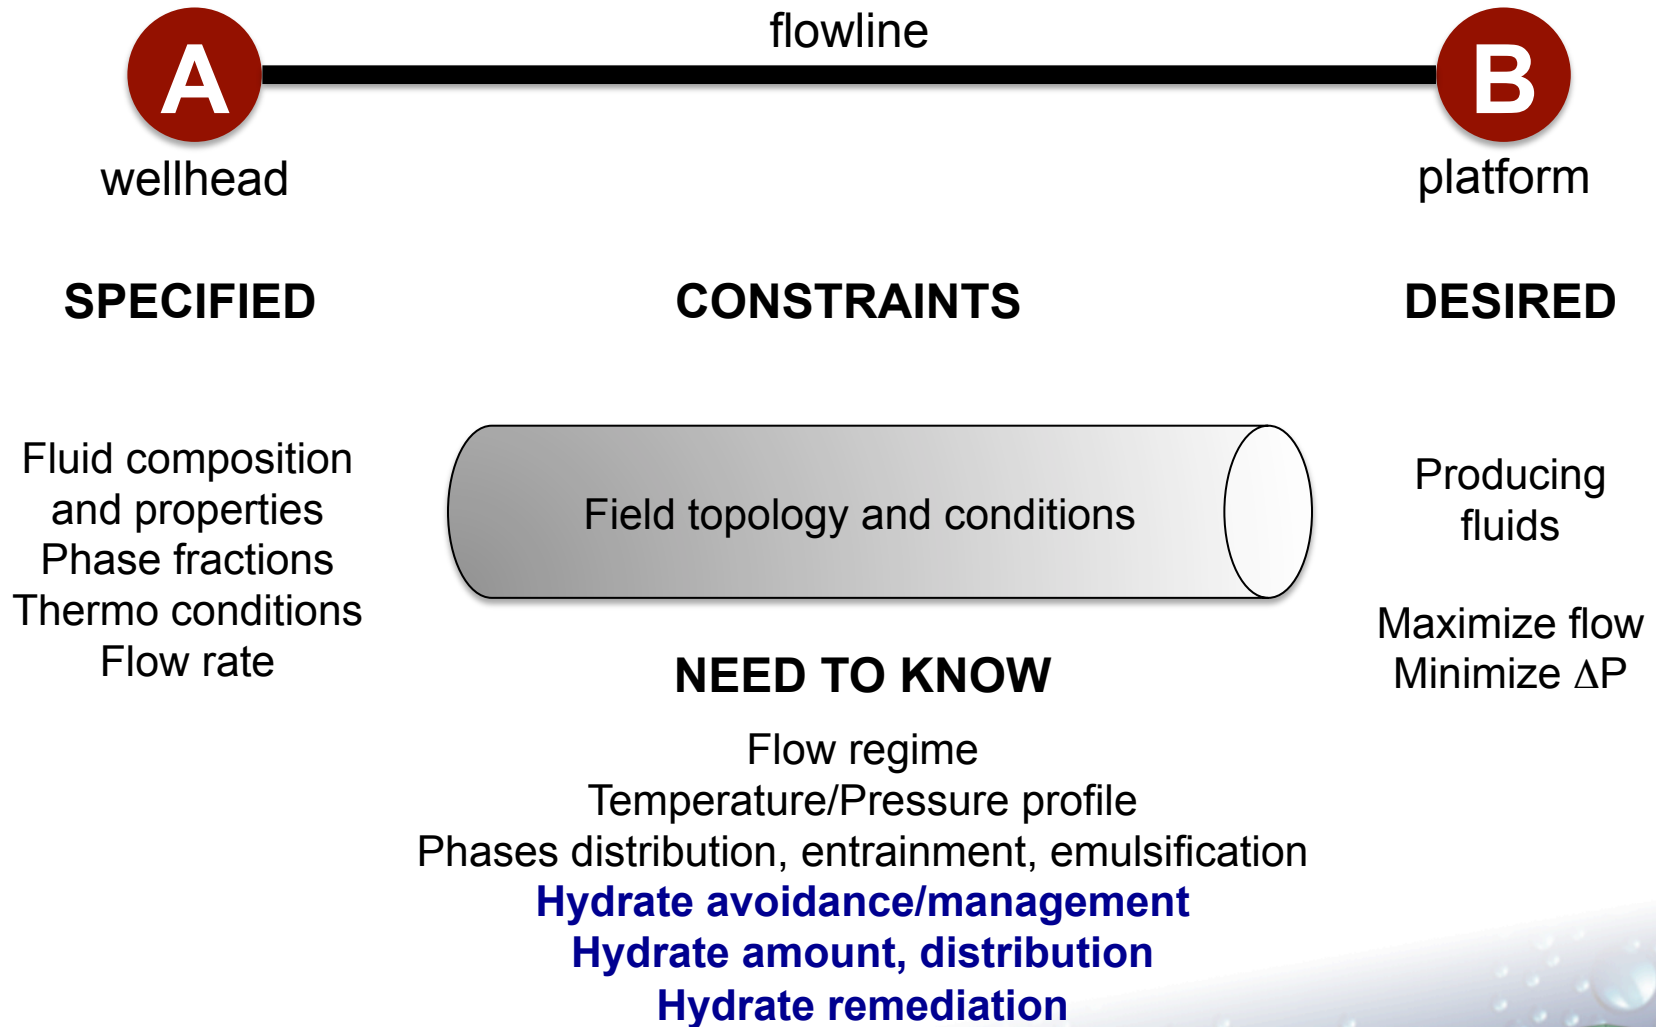 flowline
A
B
wellhead
platform
SPECIFIED
CONSTRAINTS
DESIRED
Fluid composition
and properties
Phase fractions
Thermo conditions
Flow rate
Field topology and conditions
Producing
fluids
Maximize flow
Minimize ΔP
NEED TO KNOW
Flow regime
Temperature/Pressure profile
Phases distribution, entrainment, emulsification
Hydrate avoidance/management
Hydrate amount, distribution
Hydrate remediation